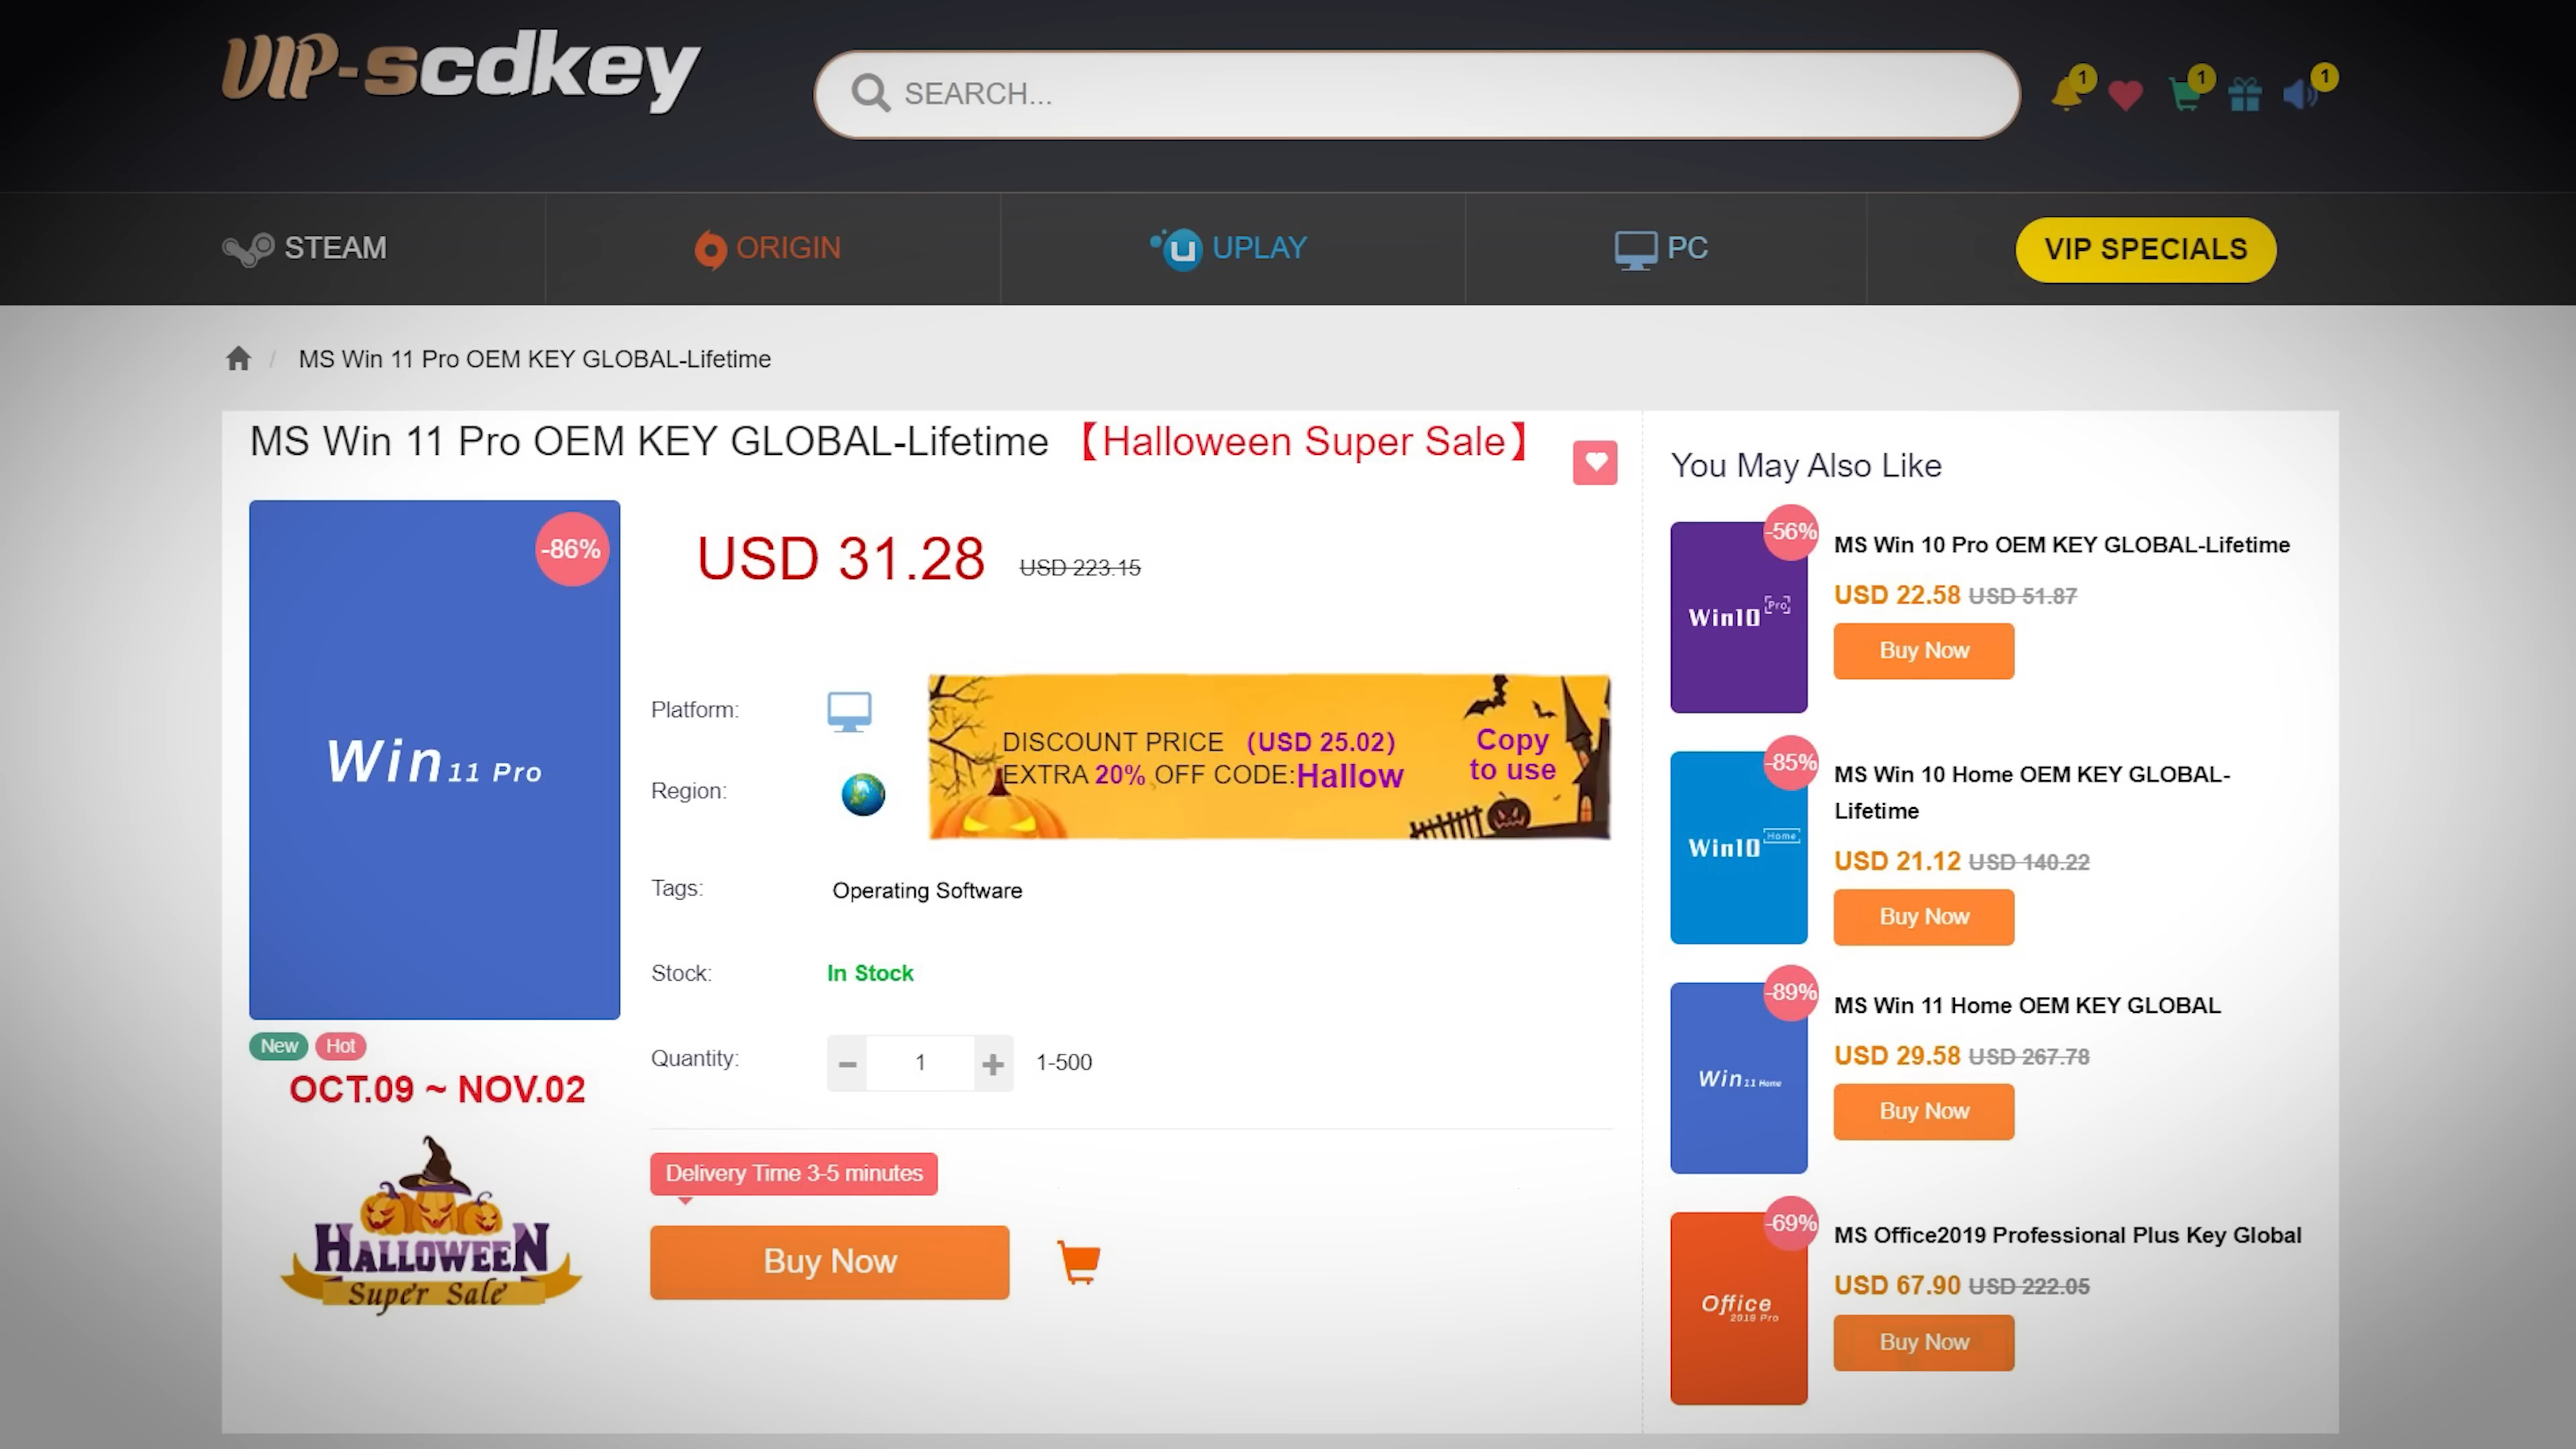 VIP-scdkey
SEARCH...
1
1
1
STEAM
ORIGIN
UPLAY
PC
VIP SPECIALS
/ MS Win 11 Pro OEM KEY GLOBAL-Lifetime
MS Win 11 Pro OEM KEY GLOBAL-Lifetime 【Halloween Super Sale】
-86%
Win 11 Pro
New
Hot
OCT.09 ~ NOV.02
HALLOWEEN
Super Sale
USD 31.28 USD 223.15
Platform:
DISCOUNT PRICE (USD 25.02)
EXTRA 20% OFF CODE:Hallow
Copy
to use
Region:
Tags:
Operating Software
Stock:
In Stock
Quantity:
− 1 +
1-500
Delivery Time 3-5 minutes
Buy Now
You May Also Like
-56%
Win10 Pro
MS Win 10 Pro OEM KEY GLOBAL-Lifetime
USD 22.58 USD 51.87
Buy Now
-85%
Win10 Home
MS Win 10 Home OEM KEY GLOBAL-
Lifetime
USD 21.12 USD 140.22
Buy Now
-89%
Win 11 Home
MS Win 11 Home OEM KEY GLOBAL
USD 29.58 USD 267.78
Buy Now
-69%
Office
2019 Pro
MS Office2019 Professional Plus Key Global
USD 67.90 USD 222.05
Buy Now